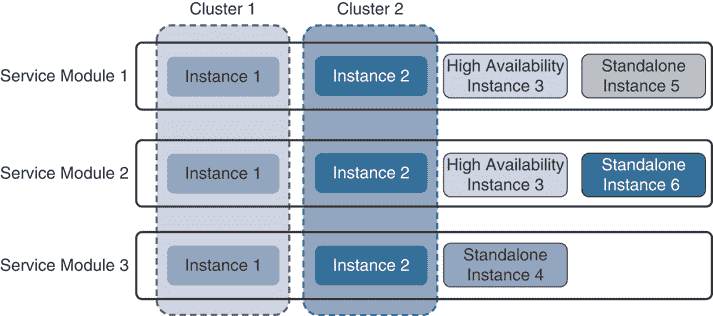 Cluster 1
Cluster 2
Service Module 1
Instance 1
Instance 2
High Availability
Instance 3
Standalone
Instance 5
Service Module 2
Instance 1
Instance 2
High Availability
Instance 3
Standalone
Instance 6
Service Module 3
Instance 1
Instance 2
Standalone
Instance 4